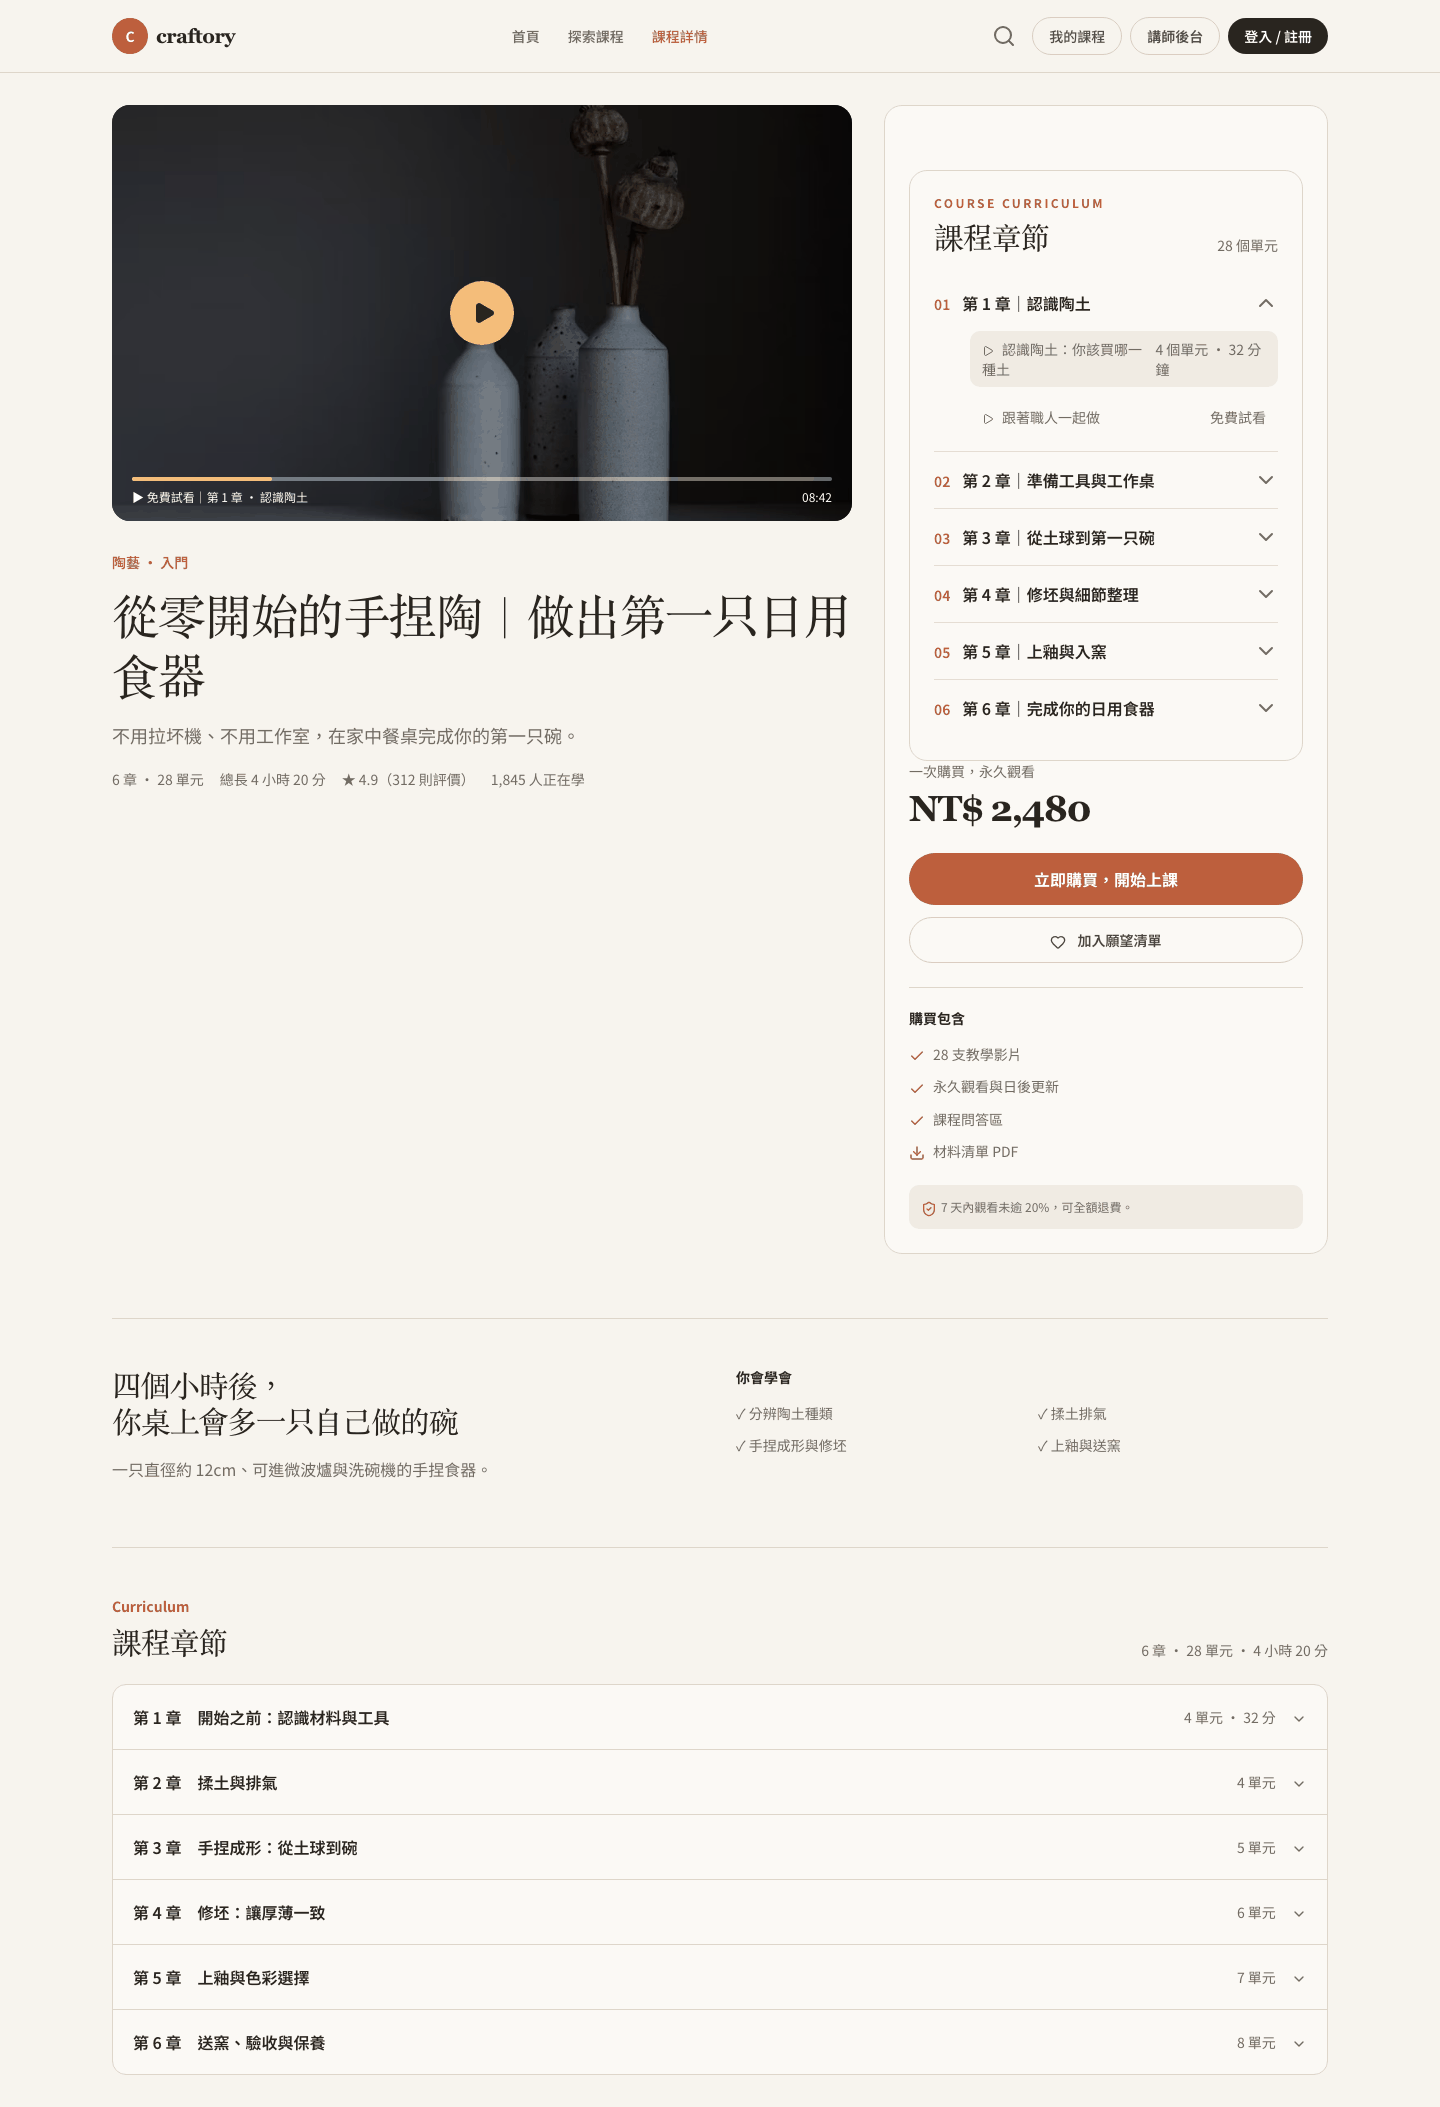 C craftory
首頁 探索課程 課程詳情
我的課程 講師後台 登入 / 註冊
▶ 免費試看｜第 1 章 · 認識陶土 08:42
陶藝 · 入門
從零開始的手捏陶｜做出第一只日用
食器
不用拉坏機、不用工作室，在家中餐桌完成你的第一只碗。
6 章 · 28 單元 總長 4 小時 20 分 ★ 4.9（312 則評價） 1,845 人正在學
COURSE CURRICULUM
課程章節 28 個單元
01 第 1 章｜認識陶土
認識陶土：你該買哪一
種土
4 個單元 · 32 分
鐘
跟著職人一起做 免費試看
02 第 2 章｜準備工具與工作桌
03 第 3 章｜從土球到第一只碗
04 第 4 章｜修坯與細節整理
05 第 5 章｜上釉與入窯
06 第 6 章｜完成你的日用食器
一次購買，永久觀看
NT$ 2,480
立即購買，開始上課
加入願望清單
購買包含
28 支教學影片
永久觀看與日後更新
課程問答區
材料清單 PDF
7 天內觀看未逾 20%，可全額退費。
四個小時後，
你桌上會多一只自己做的碗
一只直徑約 12cm、可進微波爐與洗碗機的手捏食器。
你會學會
✓ 分辨陶土種類 ✓ 揉土排氣
✓ 手捏成形與修坯 ✓ 上釉與送窯
Curriculum
課程章節 6 章 · 28 單元 · 4 小時 20 分
第 1 章 開始之前：認識材料與工具 4 單元 · 32 分
第 2 章 揉土與排氣 4 單元
第 3 章 手捏成形：從土球到碗 5 單元
第 4 章 修坯：讓厚薄一致 6 單元
第 5 章 上釉與色彩選擇 7 單元
第 6 章 送窯、驗收與保養 8 單元